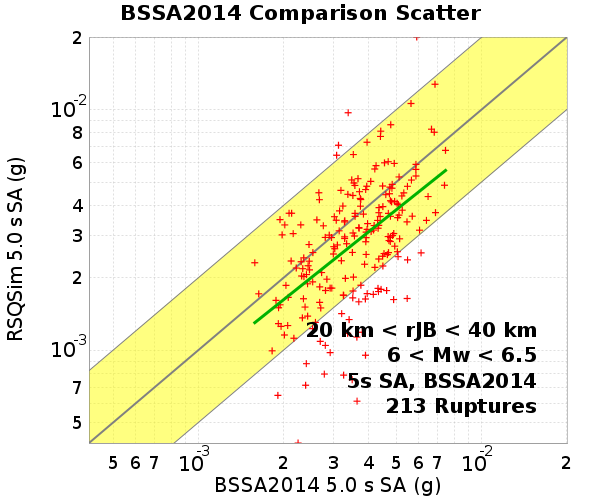 BSSA2014 Comparison Scatter
RSQSim 5.0 s SA (g)
2
10⁻²
8
6
4
3
2
10⁻³
7
5
20 km < rJB < 40 km
6 < Mw < 6.5
5s SA, BSSA2014
213 Ruptures
5 6 7 10⁻³ 2 3 4 5 6 7 10⁻² 2
BSSA2014 5.0 s SA (g)